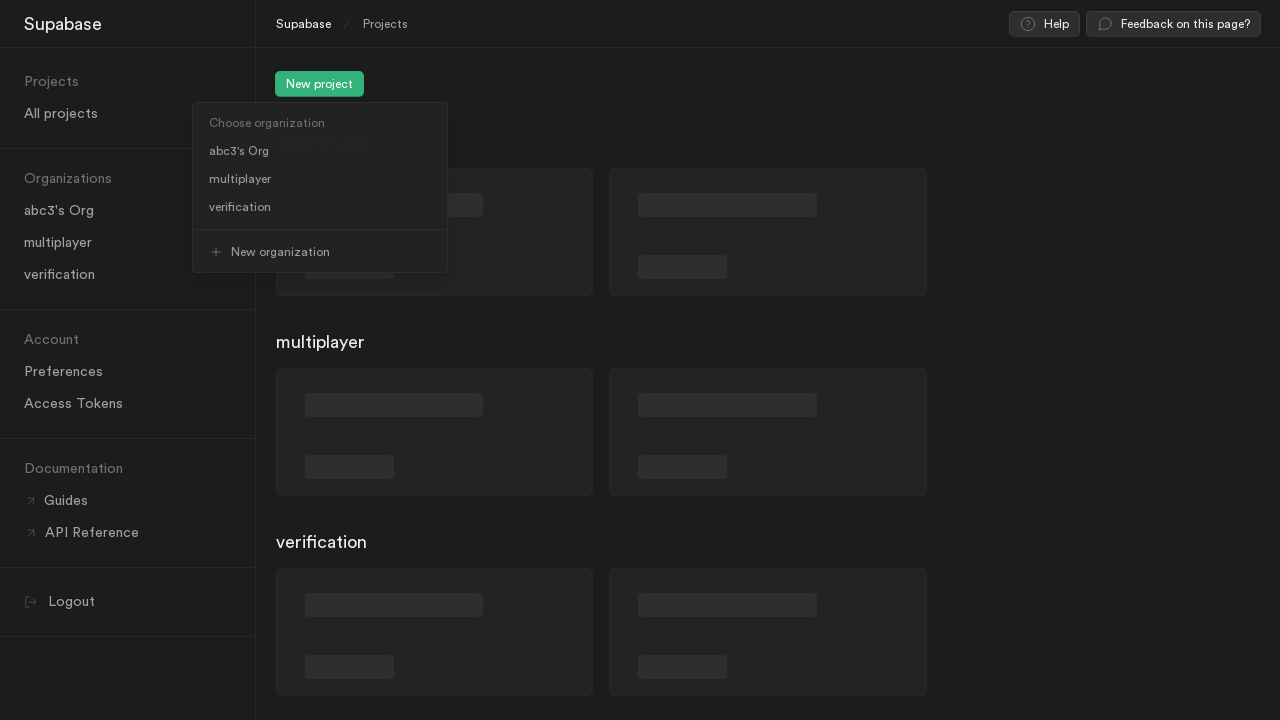 Supabase
Supabase / Projects
Help
Feedback on this page?
Projects
All projects
New project
Choose organization
abc3's Org
multiplayer
verification
New organization
Organizations
abc3's Org
multiplayer
verification
Account
Preferences
Access Tokens
Documentation
Guides
API Reference
Logout
multiplayer
verification